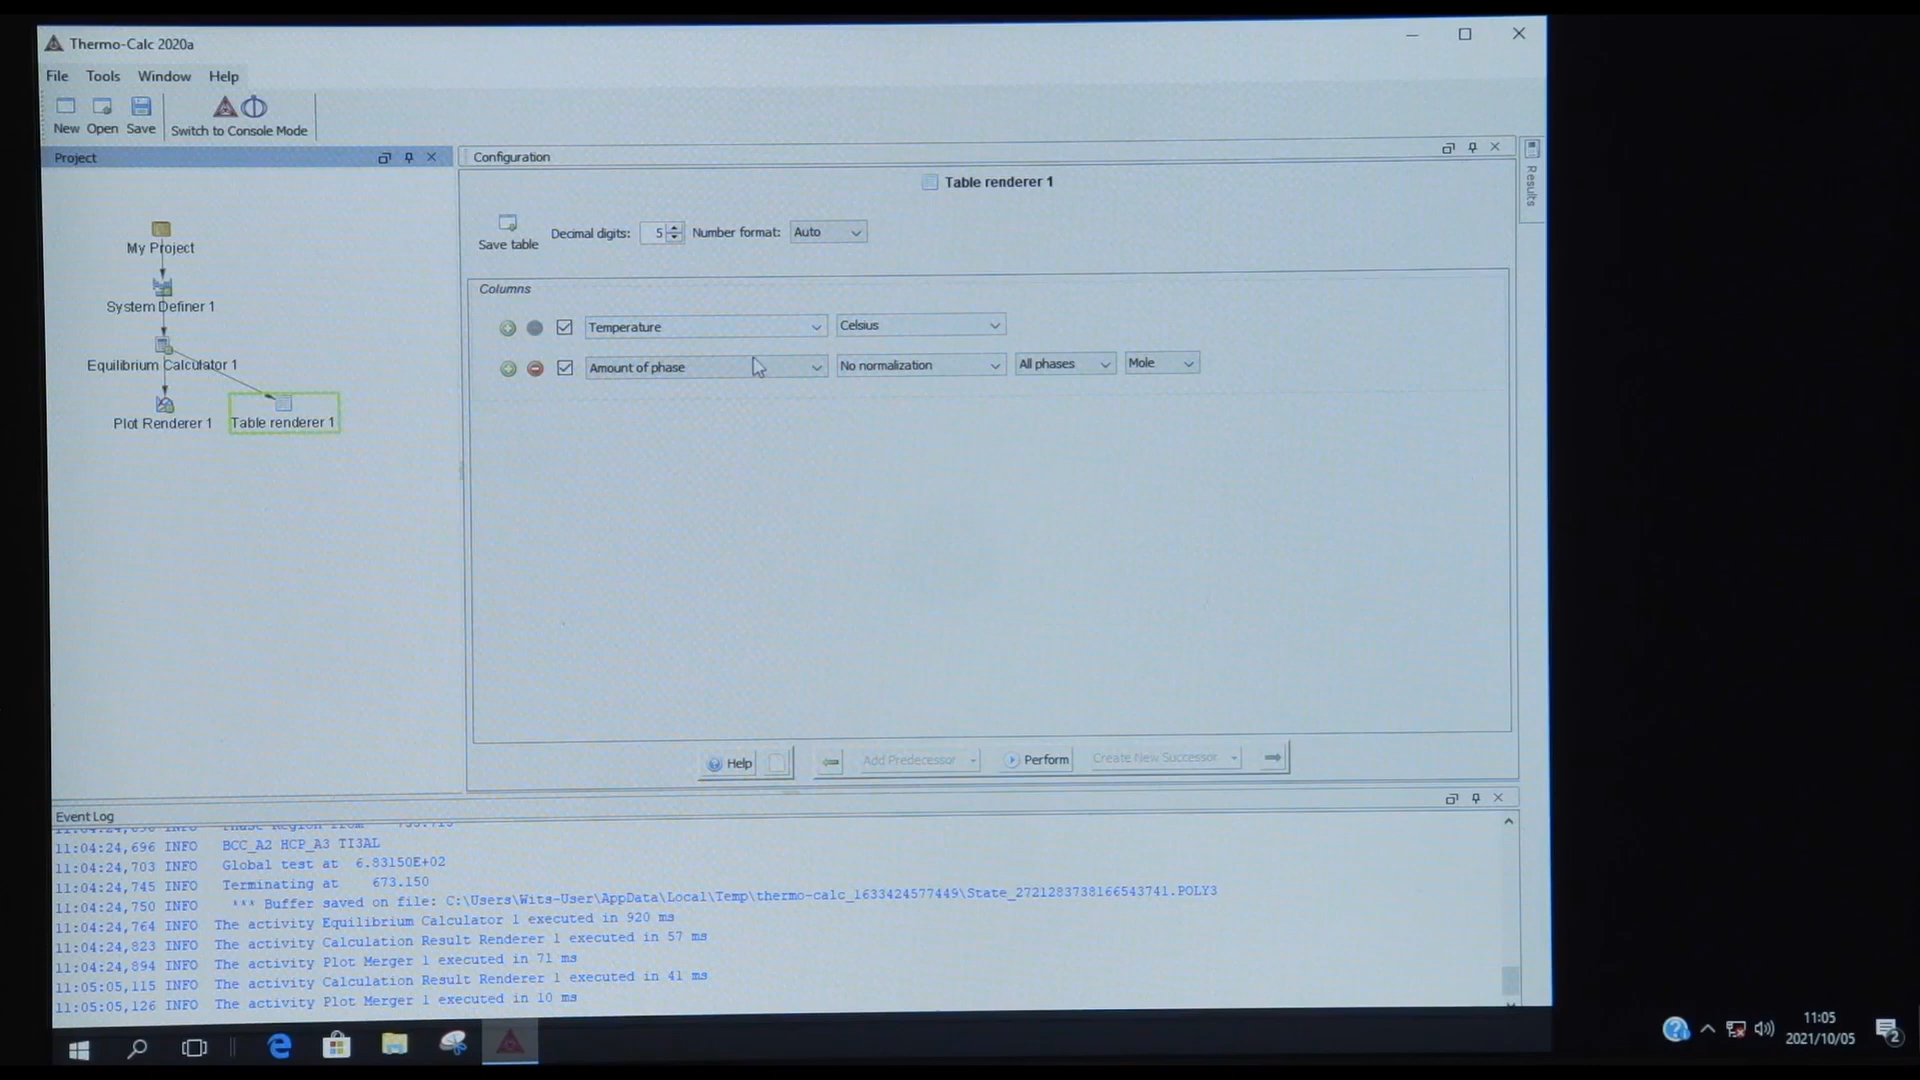 Thermo-Calc 2020a
File Tools Window Help
New Open Save Switch to Console Mode
Project
My Project
System Definer 1
Equilibrium Calculator 1
Plot Renderer 1 Table renderer 1
Configuration
Table renderer 1
Save table Decimal digits: 5 Number format: Auto
Columns
Temperature Celsius
Amount of phase No normalization All phases Mole
Help Add Predecessor Perform Create New Successor
Results
Event Log
11:04:24,696 INFO BCC_A2 HCP_A3 TI3AL
11:04:24,703 INFO Global test at 6.83150E+02
11:04:24,745 INFO Terminating at 673.150
11:04:24,750 INFO *** Buffer saved on file: C:\Users\Wits-User\AppData\Local\Temp\thermo-calc_1633424577449\State_2721283738166543741.POLY3
11:04:24,764 INFO The activity Equilibrium Calculator 1 executed in 920 ms
11:04:24,823 INFO The activity Calculation Result Renderer 1 executed in 57 ms
11:04:24,894 INFO The activity Plot Merger 1 executed in 71 ms
11:05:05,115 INFO The activity Calculation Result Renderer 1 executed in 41 ms
11:05:05,126 INFO The activity Plot Merger 1 executed in 10 ms
11:05
2021/10/05
2